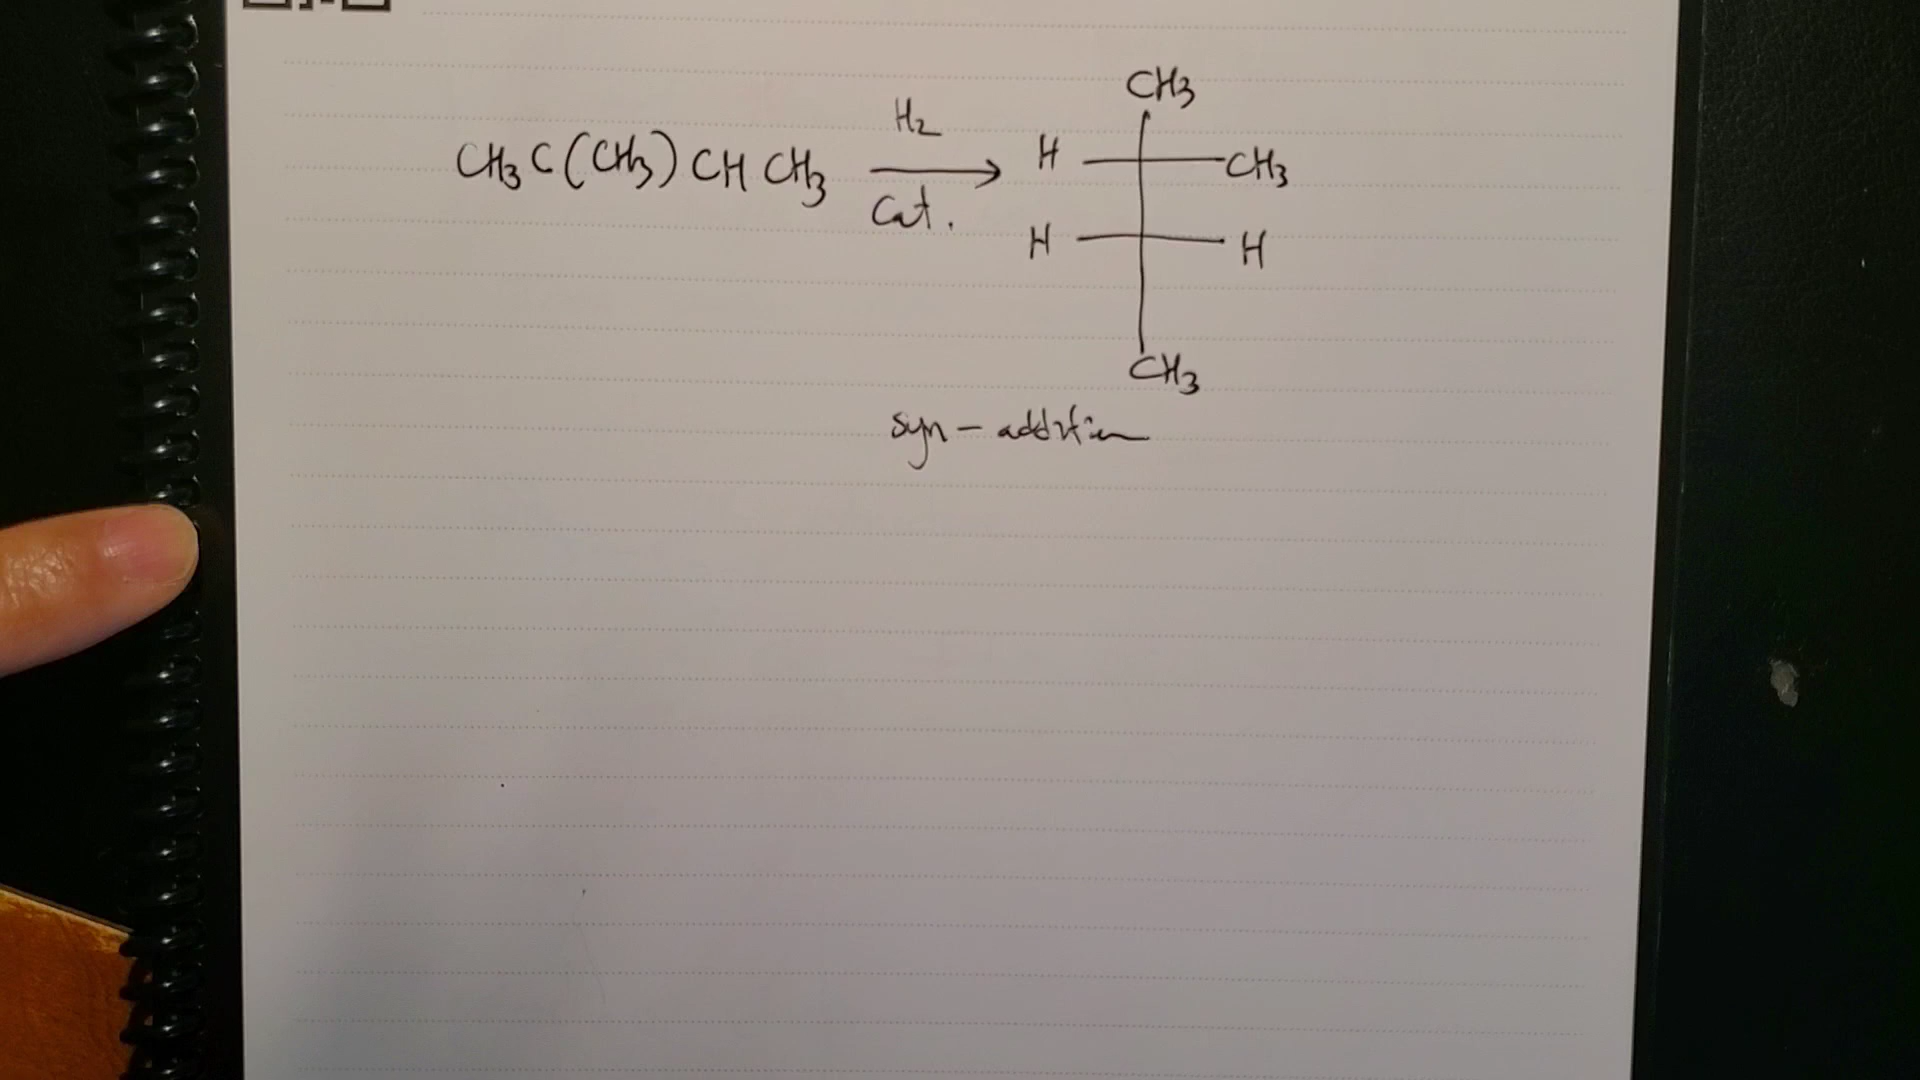 CH3
H2
CH3C(CH3)CHCH3 → H CH3
Cat.
H H
CH3
syn-addition